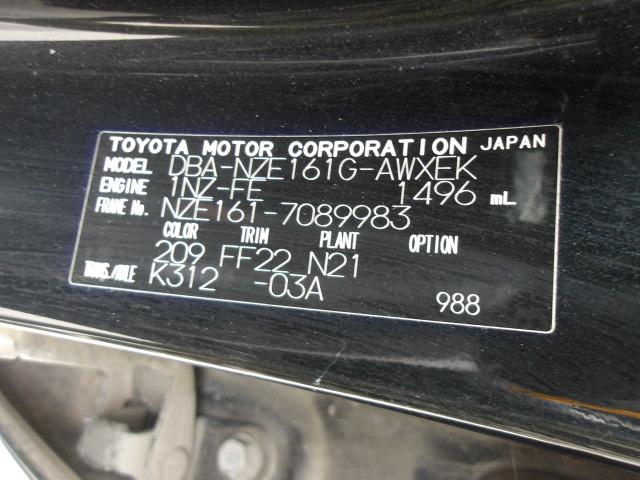 TOYOTA MOTOR CORPORATION JAPAN
MODEL DBA-NZE161G-AWXEK
ENGINE 1NZ-FE 1496 mL
FRAME No. NZE161-7089983
COLOR TRIM PLANT OPTION
209 FF22 N21
TRANS./AXLE K312 -03A
988